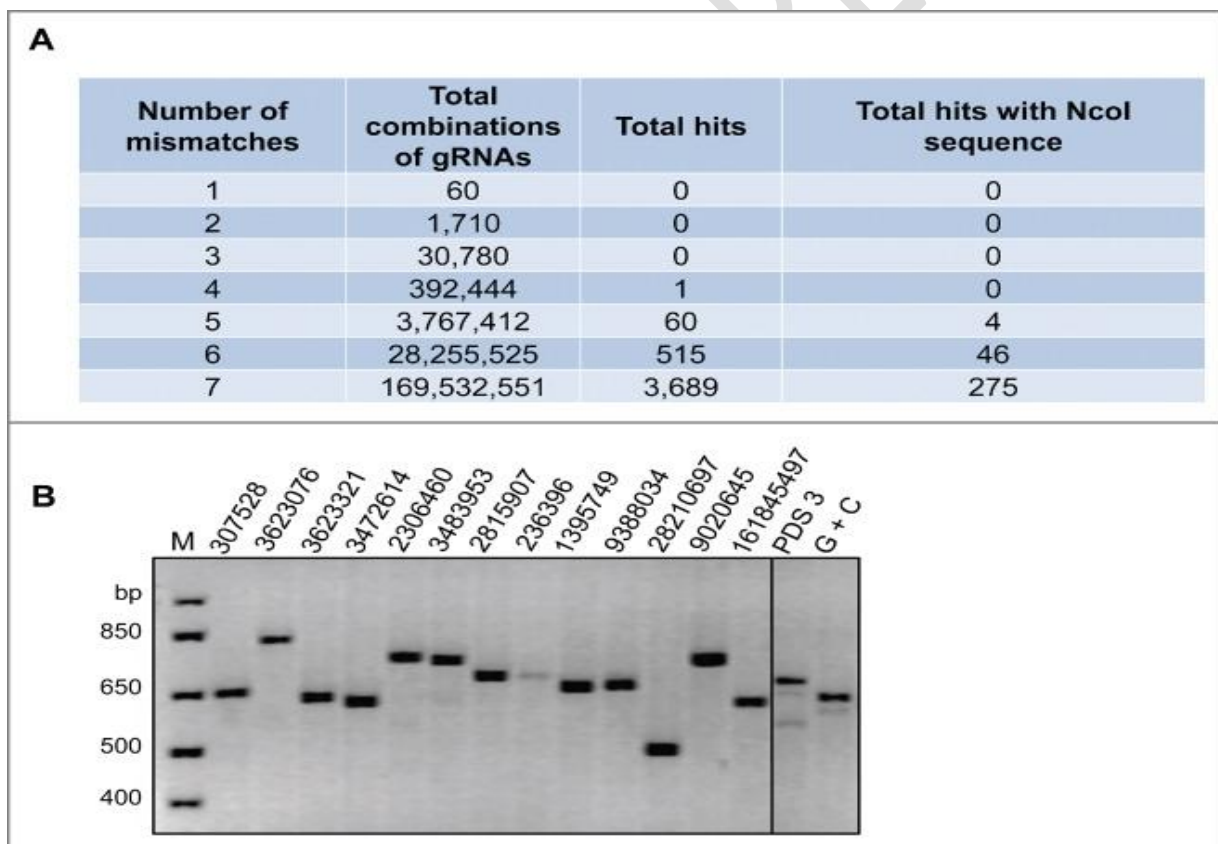 A
Number of mismatches Total combinations of gRNAs Total hits Total hits with NcoI sequence
1 60 0 0
2 1,710 0 0
3 30,780 0 0
4 392,444 1 0
5 3,767,412 60 4
6 28,255,525 515 46
7 169,532,551 3,689 275
B
M 307528 3623076 3623321 3472614 2306460 3483953 2815907 236396 1395749 9388034 28210697 9020645 161845497 PDS 3 G + C
bp
850
650
500
400